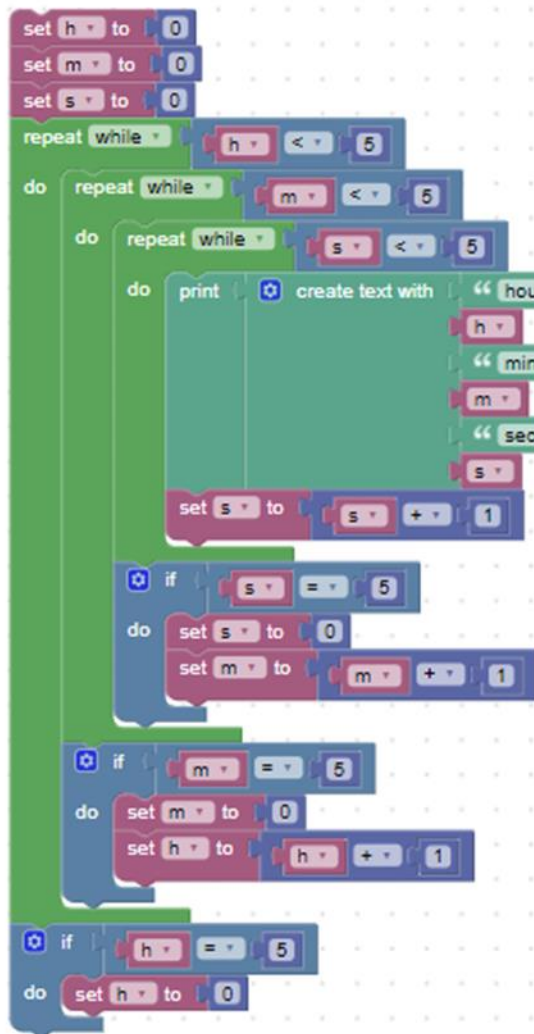 set h to 0
set m to 0
set s to 0
repeat while h < 5
do repeat while m < 5
do repeat while s < 5
do print create text with “ hou
h
“ min
m
“ sec
s
set s to s + 1
if s = 5
do set s to 0
set m to m + 1
if m = 5
do set m to 0
set h to h + 1
if h = 5
do set h to 0